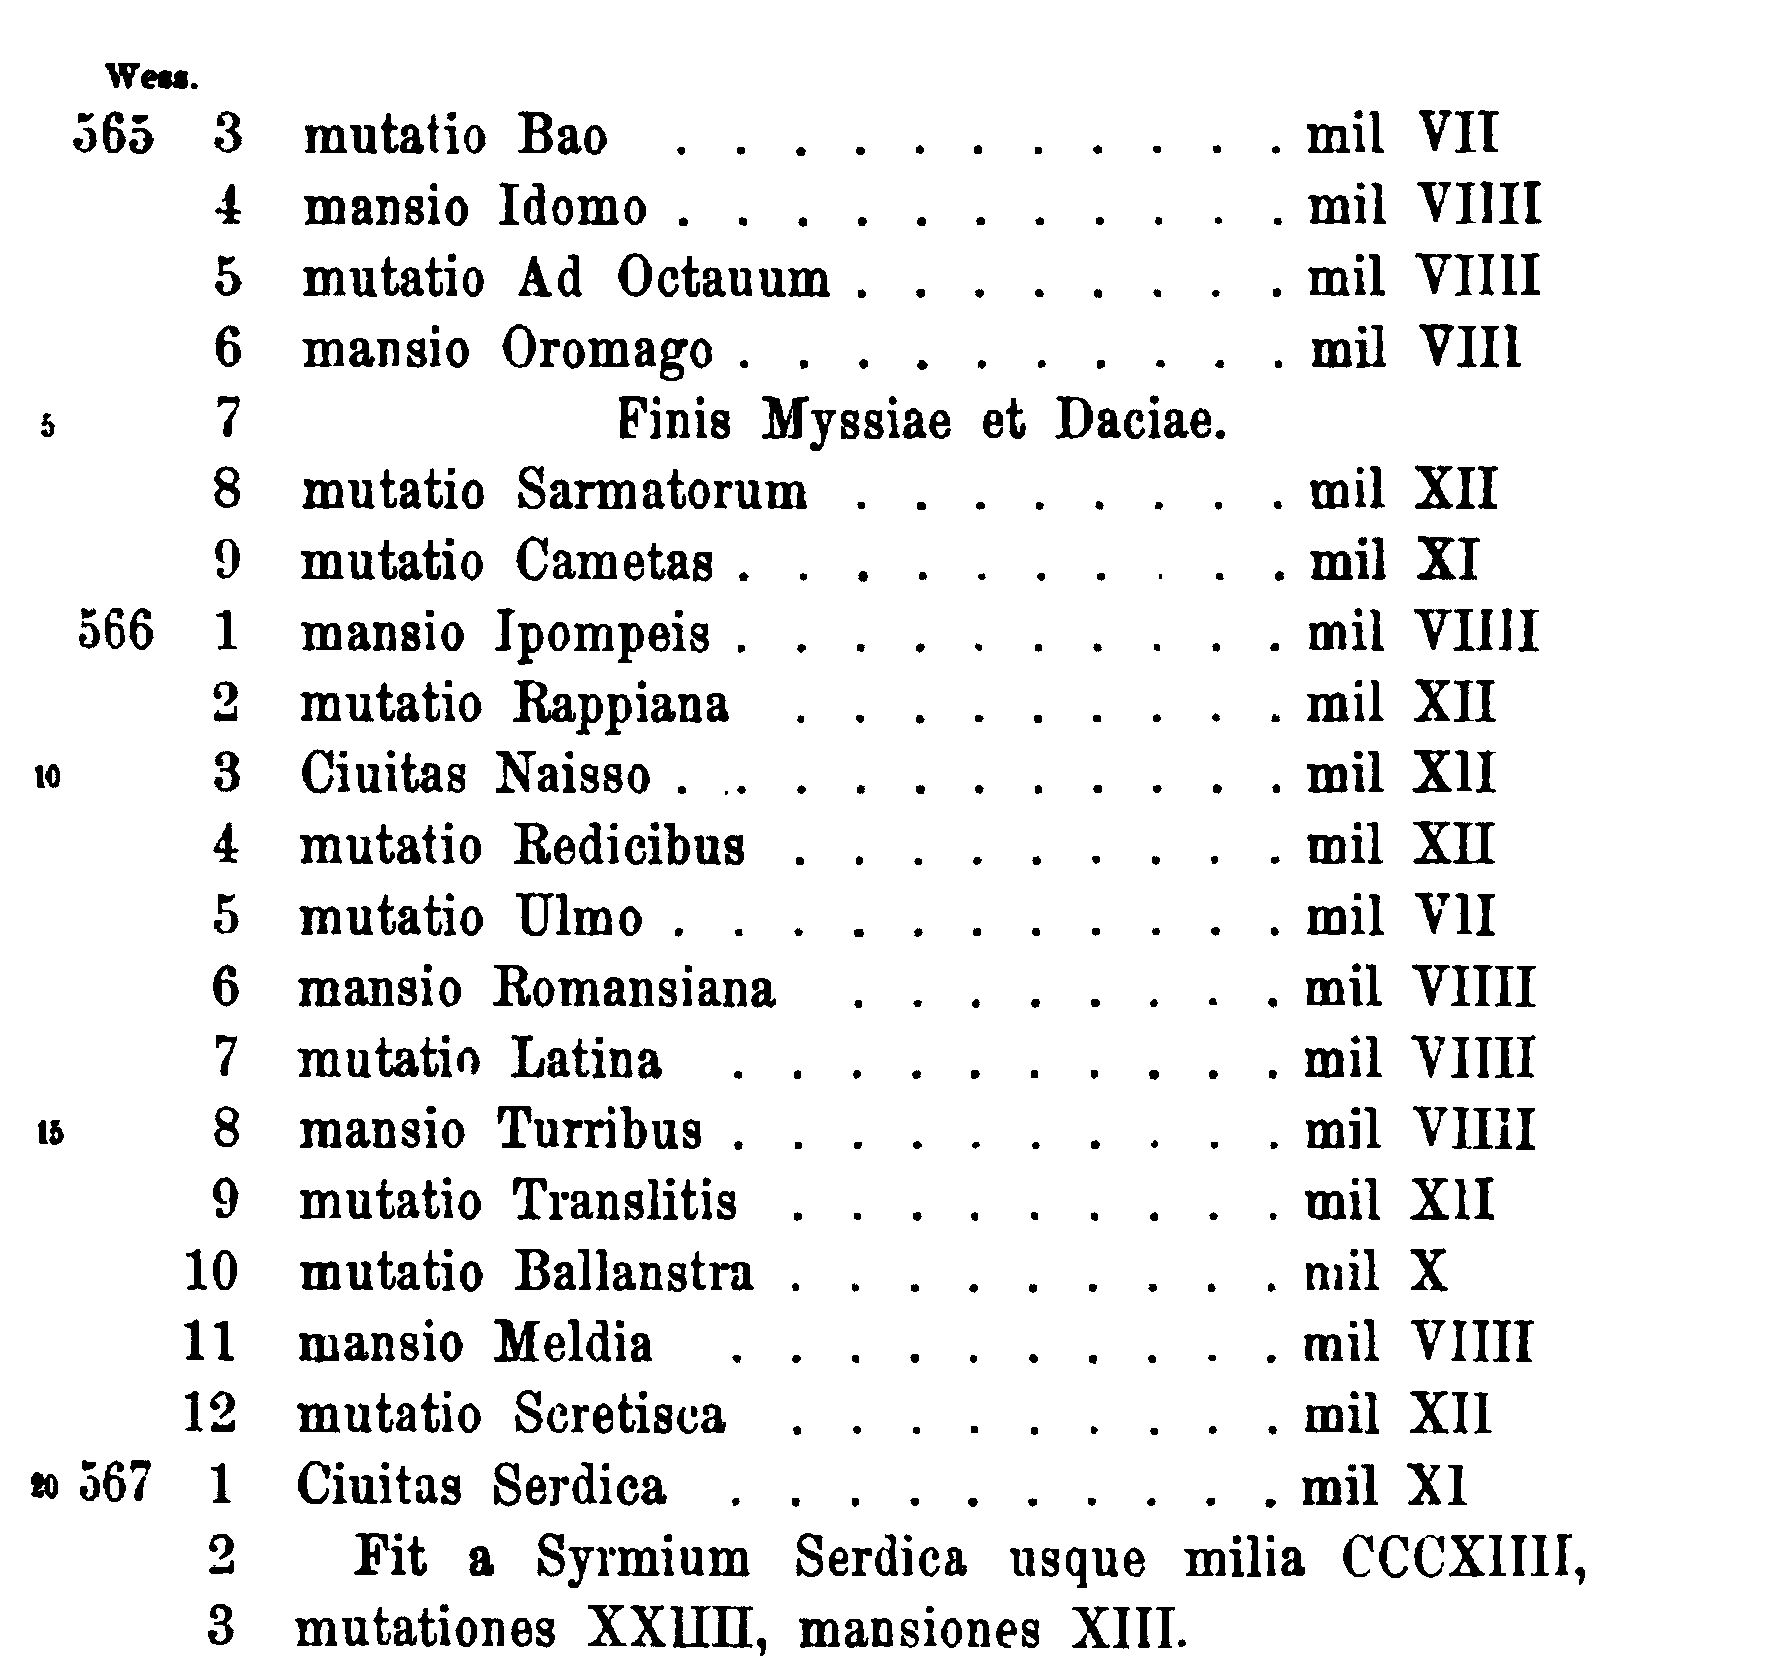 Wess.
565 3 mutatio Bao . . . . . . . . . . . mil VII
4 mansio Idomo . . . . . . . . . . . mil VIIII
5 mutatio Ad Octauum . . . . . . . . mil VIIII
6 mansio Oromago . . . . . . . . . . mil VIII
5 7 Finis Myssiae et Daciae.
8 mutatio Sarmatorum . . . . . . . . mil XII
9 mutatio Cametas . . . . . . . . . . mil XI
566 1 mansio Ipompeis . . . . . . . . . . mil VIIII
2 mutatio Rappiana . . . . . . . . . mil XII
10 3 Ciuitas Naisso . . . . . . . . . . . mil XII
4 mutatio Redicibus . . . . . . . . . mil XII
5 mutatio Ulmo . . . . . . . . . . . mil VII
6 mansio Romansiana . . . . . . . . mil VIIII
7 mutatio Latina . . . . . . . . . . mil VIIII
15 8 mansio Turribus . . . . . . . . . . mil VIIII
9 mutatio Translitis . . . . . . . . . mil XII
10 mutatio Ballanstra . . . . . . . . . mil X
11 mansio Meldia . . . . . . . . . . mil VIIII
12 mutatio Scretisca . . . . . . . . . mil XII
20 567 1 Ciuitas Serdica . . . . . . . . . . mil XI
2 Fit a Syrmium Serdica usque milia CCCXIIII,
3 mutationes XXIIII, mansiones XIII.